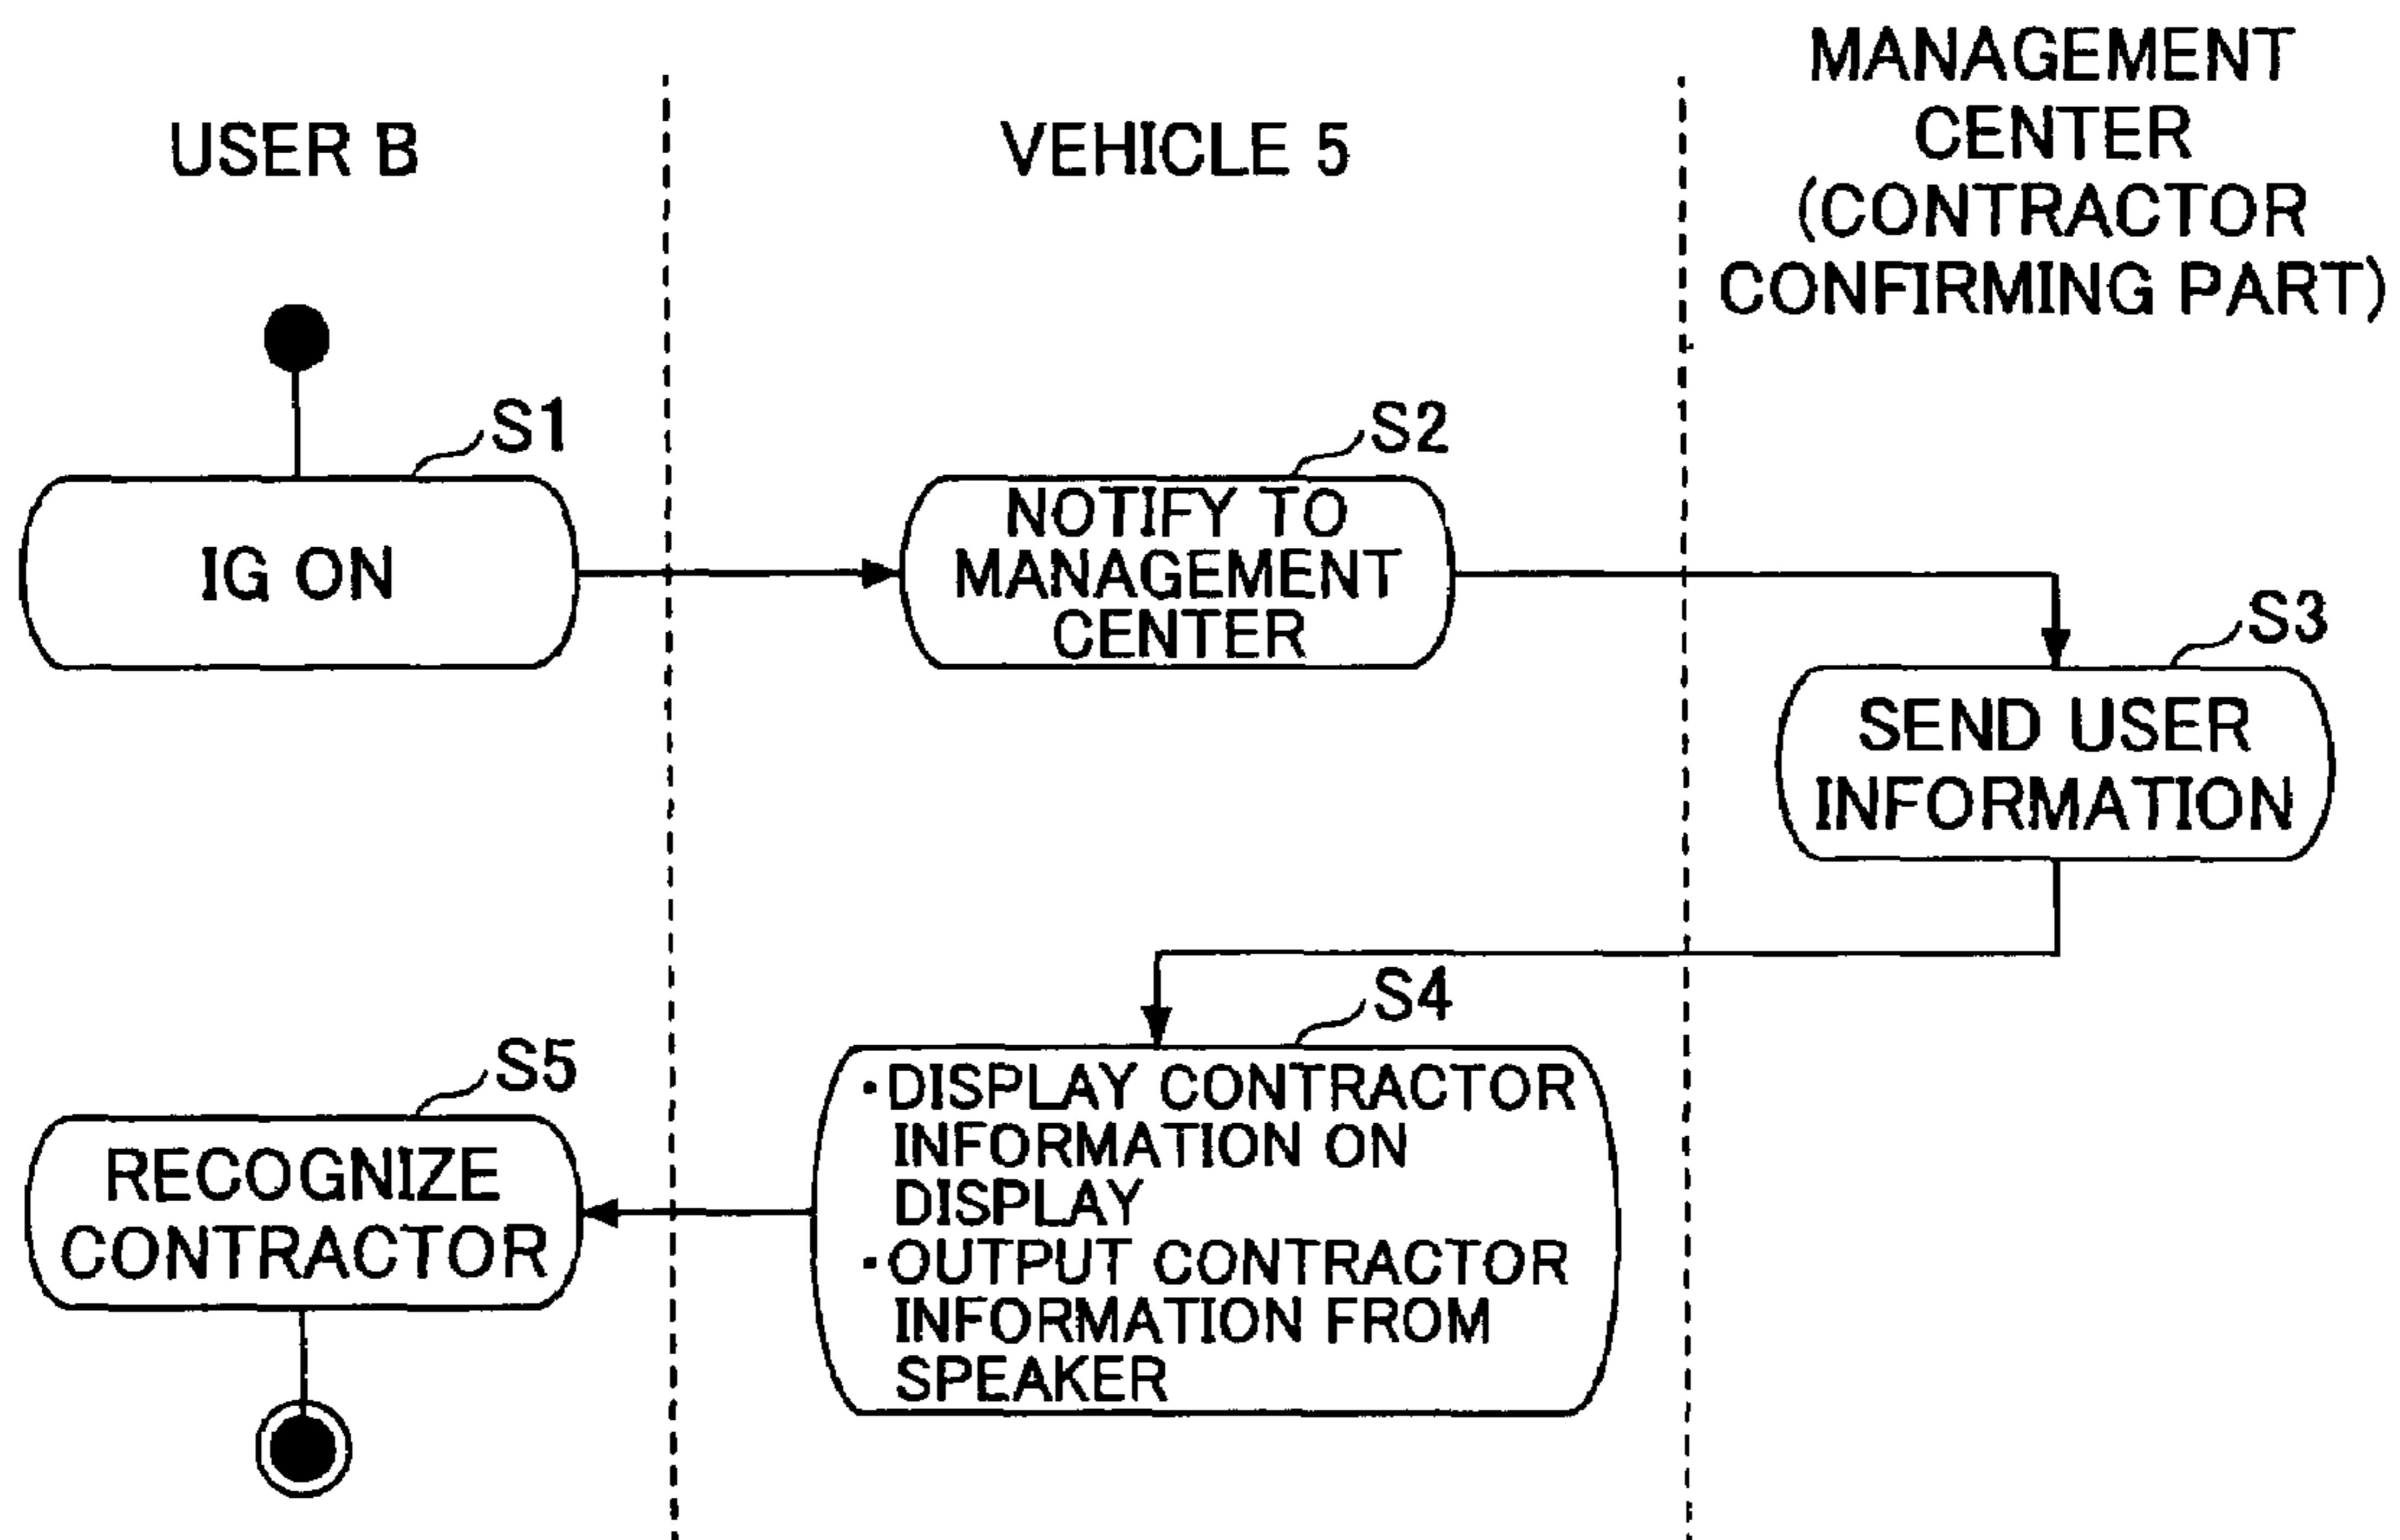 USER B
VEHICLE 5
MANAGEMENT
CENTER
(CONTRACTOR
CONFIRMING PART)
S1
IG ON
S2
NOTIFY TO
MANAGEMENT
CENTER
S3
SEND USER
INFORMATION
S4
・DISPLAY CONTRACTOR
INFORMATION ON
DISPLAY
・OUTPUT CONTRACTOR
INFORMATION FROM
SPEAKER
S5
RECOGNIZE
CONTRACTOR